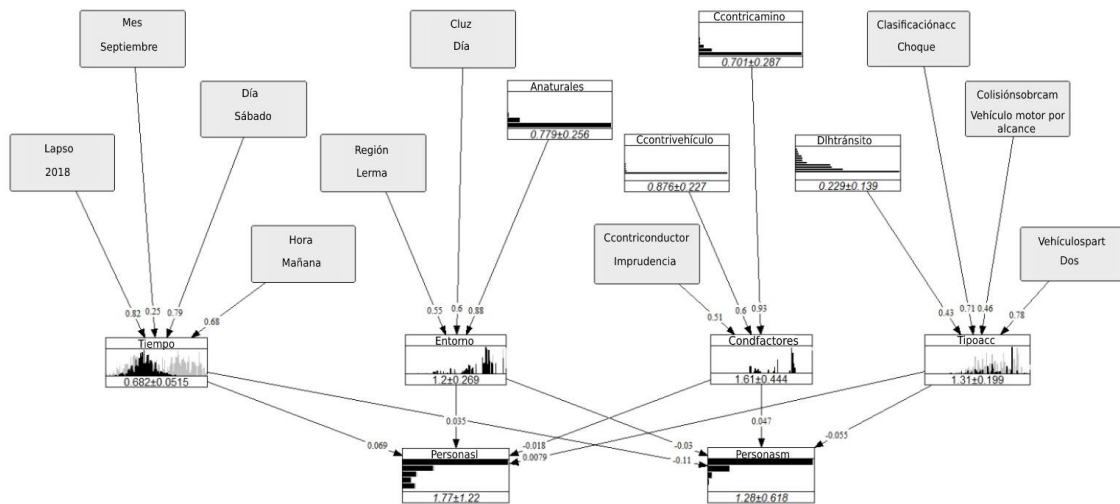 Mes
Septiembre
Cluz
Día
Ccontricamino
0.701±0.287
Clasificaciónacc
Choque
Día
Sábado
Anaturales
0.779±0.256
Colisiónsobrcam
Vehículo motor por
alcance
Lapso
2018
Región
Lerma
Ccontrivehículo
0.876±0.227
Dlhtránsito
0.229±0.139
Hora
Mañana
Ccontriconductor
Imprudencia
Vehículospart
Dos
0.82
0.25
0.79
0.68
0.55
0.6
0.88
0.51
0.6
0.93
0.43
0.71
0.46
0.78
Tiempo
0.682±0.0515
Entorno
1.2±0.269
Condfactores
1.61±0.444
Tipoacc
1.31±0.199
0.069
0.035
-0.018
0.0079
-0.11
-0.03
0.047
-0.055
Personasl
1.77±1.22
Personasm
1.28±0.618